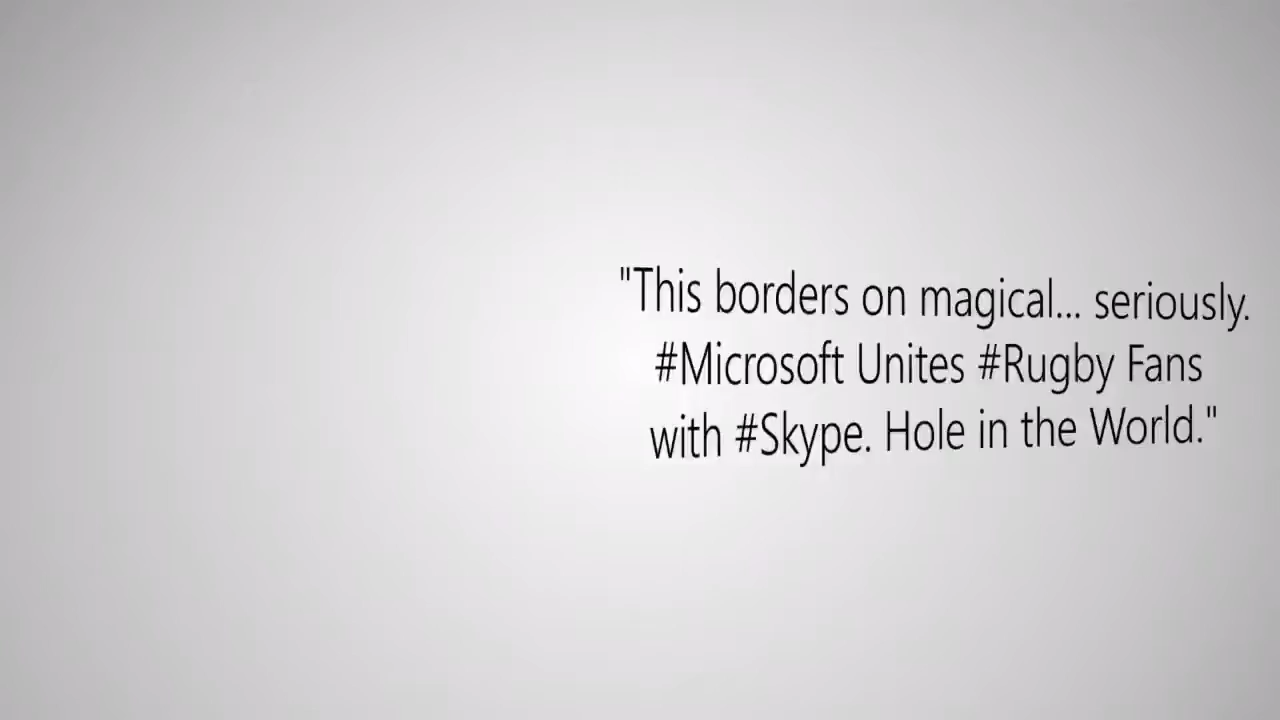 "This borders on magical... seriously.
#Microsoft Unites #Rugby Fans
with #Skype. Hole in the World."